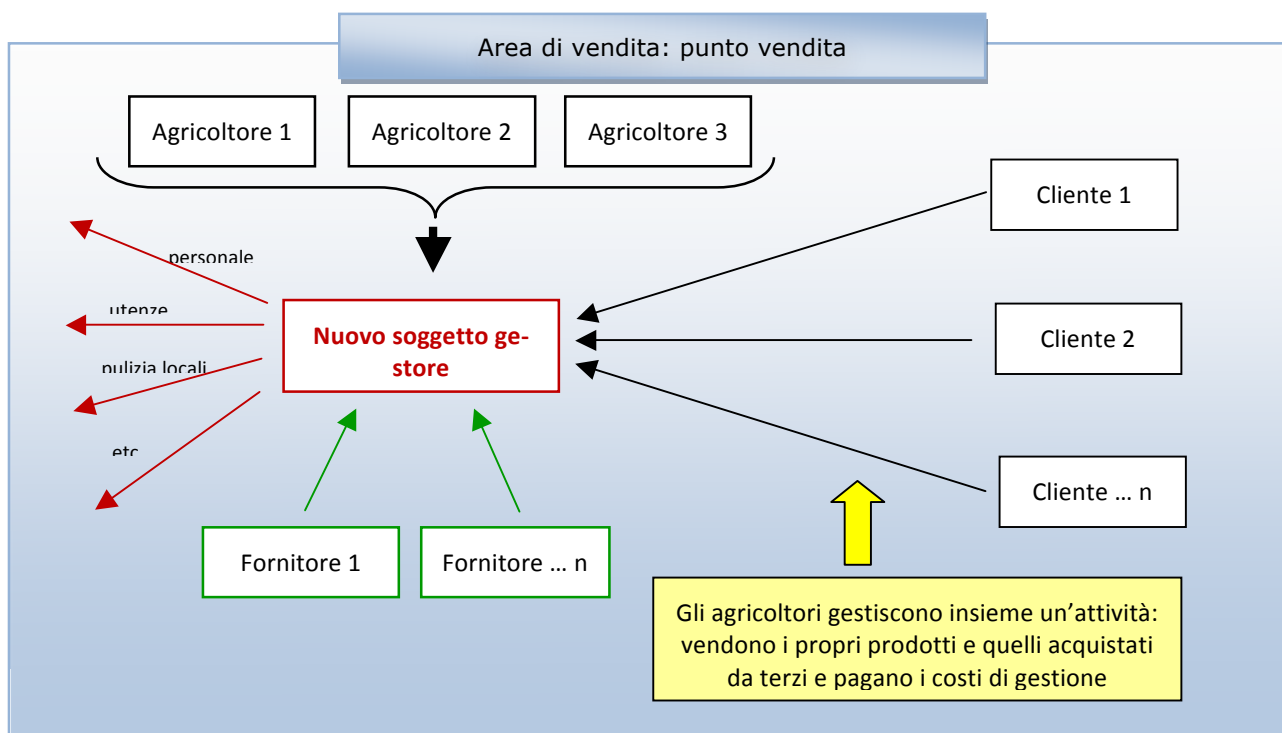 Area di vendita: punto vendita
Agricoltore 1
Agricoltore 2
Agricoltore 3
Cliente 1
personale
utenze
Nuovo soggetto ge-
store
Cliente 2
pulizia locali
etc
Cliente … n
Fornitore 1
Fornitore … n
Gli agricoltori gestiscono insieme un’attività:
vendono i propri prodotti e quelli acquistati
da terzi e pagano i costi di gestione